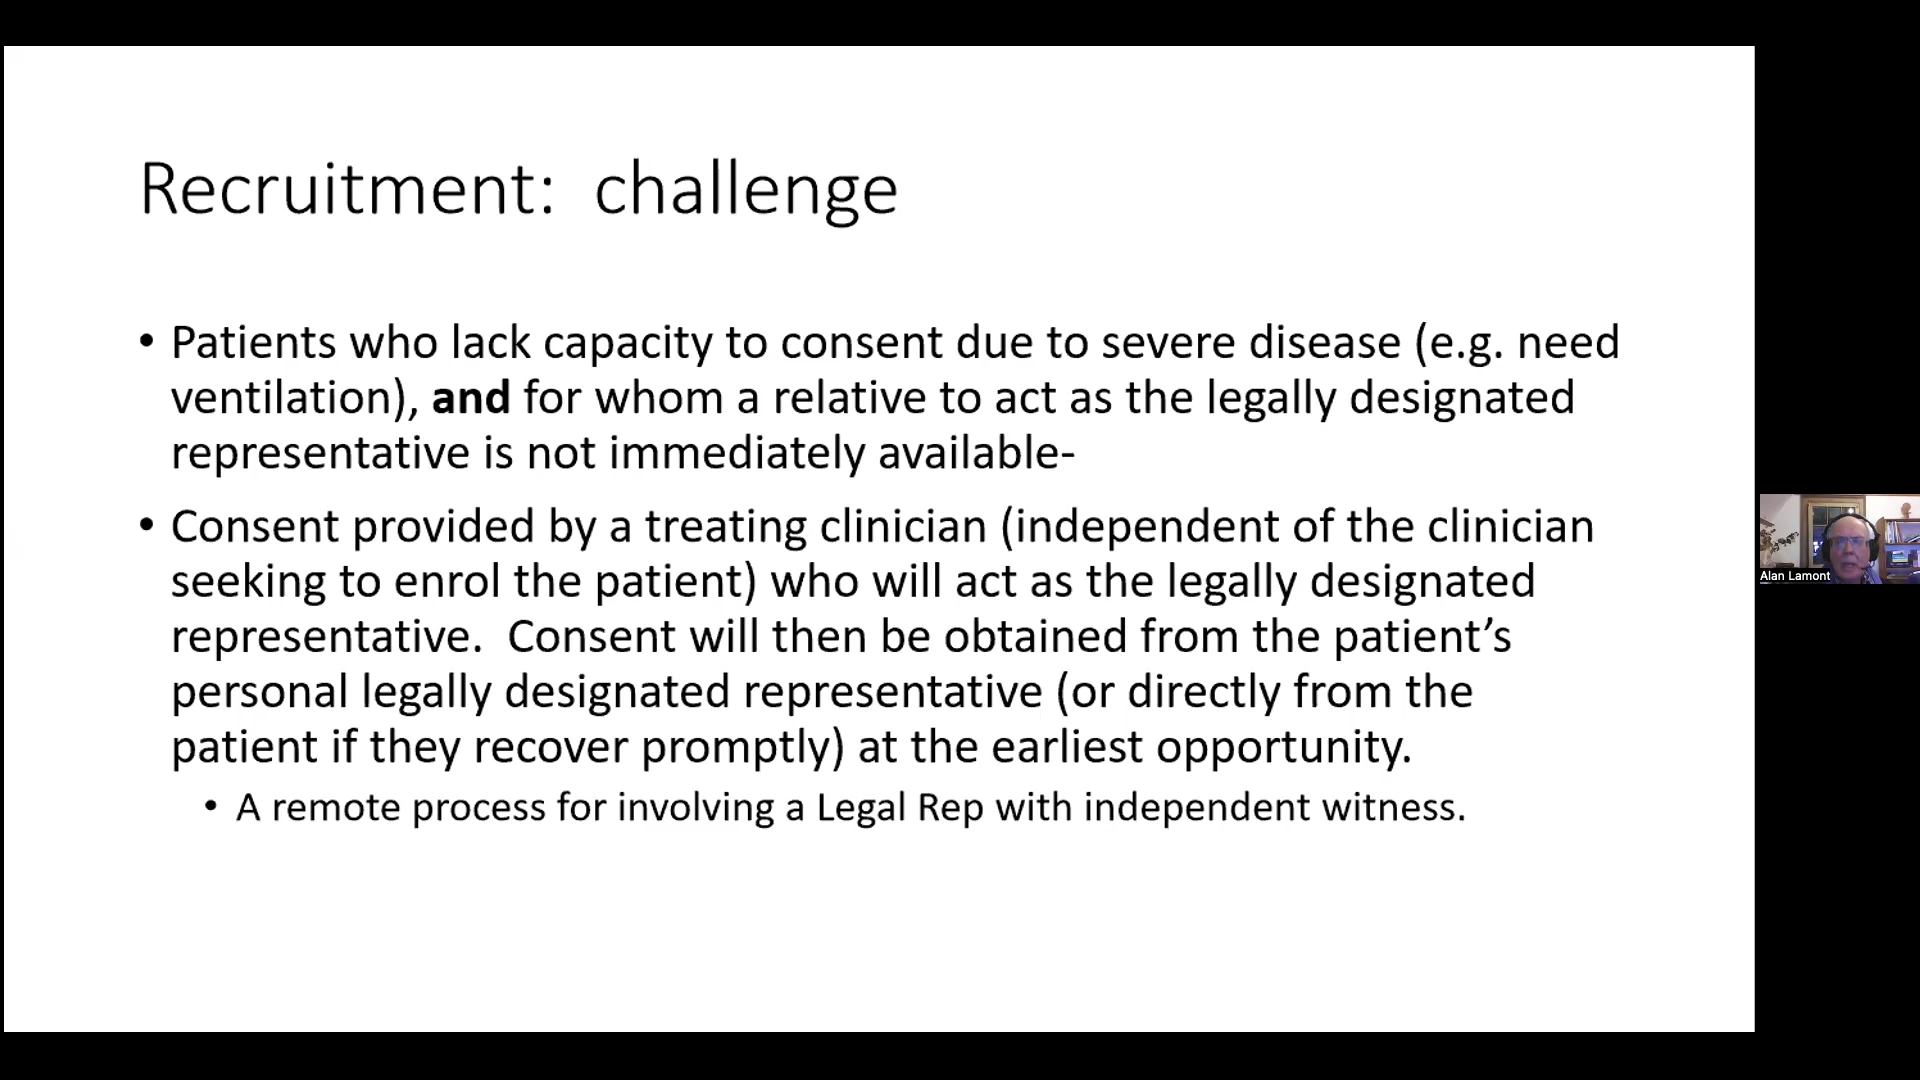 Recruitment:  challenge
• Patients who lack capacity to consent due to severe disease (e.g. need
ventilation), and for whom a relative to act as the legally designated
representative is not immediately available-
• Consent provided by a treating clinician (independent of the clinician
seeking to enrol the patient) who will act as the legally designated
representative.  Consent will then be obtained from the patient’s
personal legally designated representative (or directly from the
patient if they recover promptly) at the earliest opportunity.
• A remote process for involving a Legal Rep with independent witness.
Alan Lamont